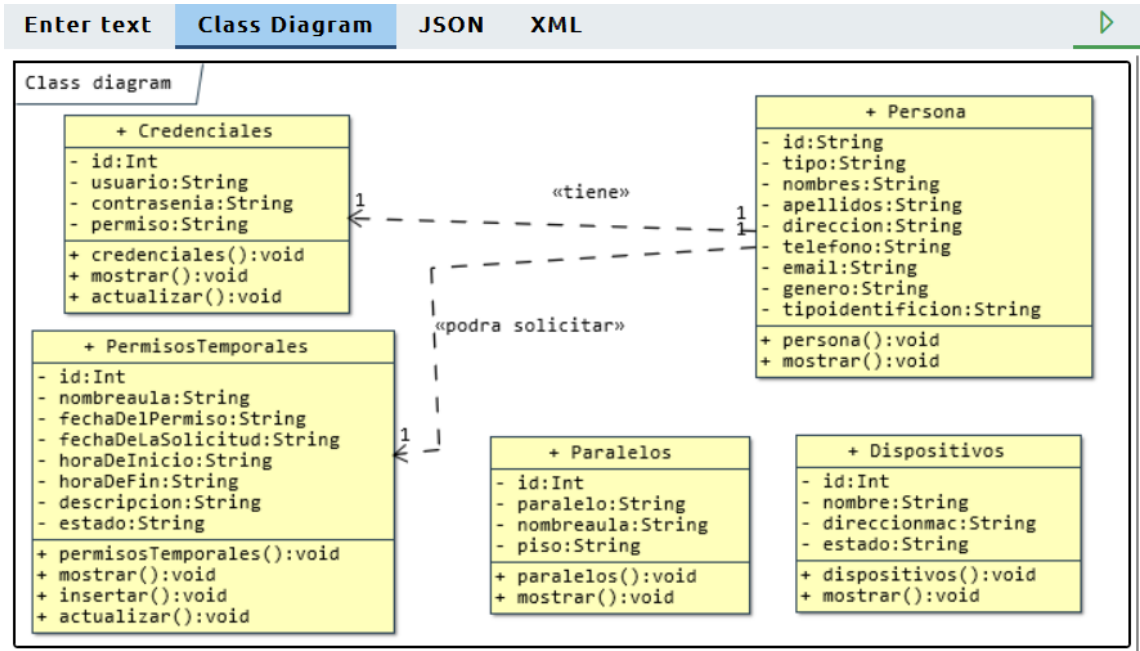 Enter text Class Diagram JSON XML
Class diagram
+ Credenciales
- id:Int
- usuario:String
- contrasenia:String
- permiso:String
+ credenciales():void
+ mostrar():void
+ actualizar():void
1
«tiene»
1
1
+ Persona
- id:String
- tipo:String
- nombres:String
- apellidos:String
- direccion:String
- telefono:String
- email:String
- genero:String
- tipoidentificion:String
+ persona():void
+ mostrar():void
«podra solicitar»
+ PermisosTemporales
- id:Int
- nombreaula:String
- fechaDelPermiso:String
- fechaDeLaSolicitud:String
- horaDeInicio:String
- horaDeFin:String
- descripcion:String
- estado:String
+ permisosTemporales():void
+ mostrar():void
+ insertar():void
+ actualizar():void
1
+ Paralelos
- id:Int
- paralelo:String
- nombreaula:String
- piso:String
+ paralelos():void
+ mostrar():void
+ Dispositivos
- id:Int
- nombre:String
- direccionmac:String
- estado:String
+ dispositivos():void
+ mostrar():void